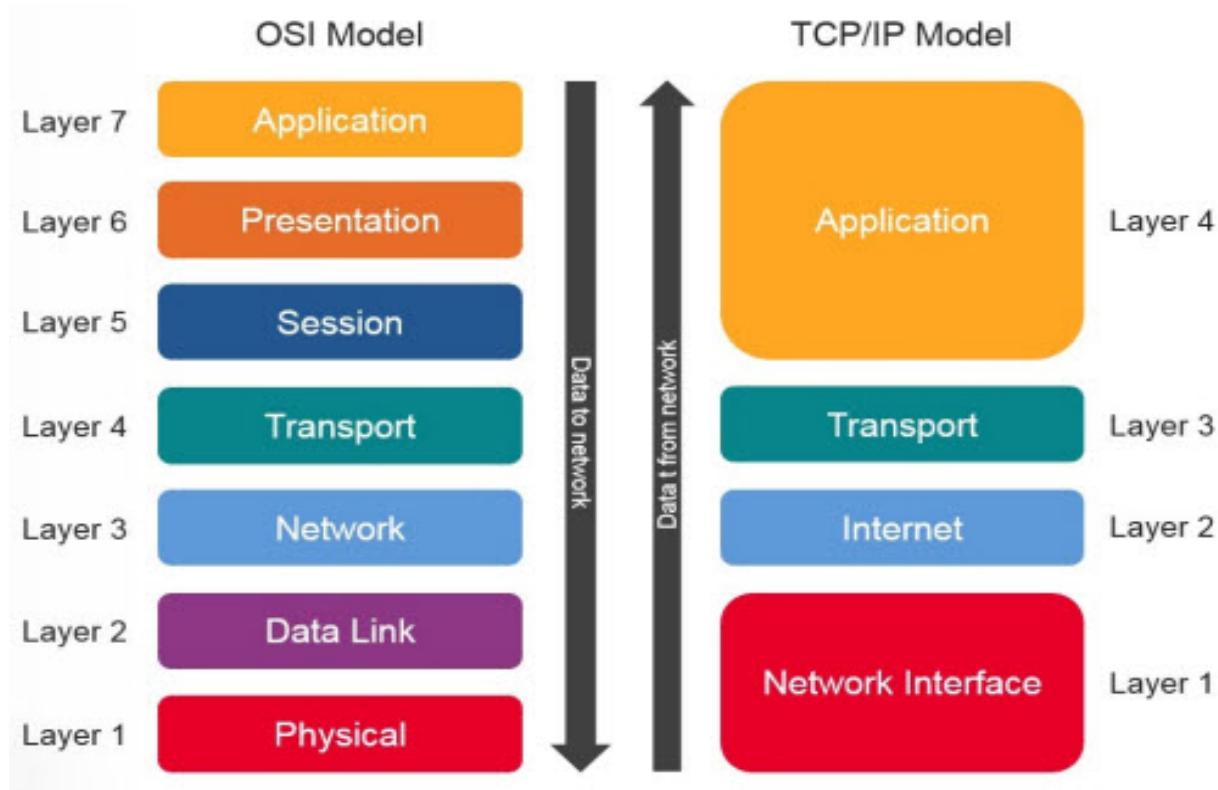 OSI Model
TCP/IP Model
Layer 7
Application
Layer 6
Presentation
Layer 5
Session
Layer 4
Transport
Layer 3
Network
Layer 2
Data Link
Layer 1
Physical
Data to network
Data t from network
Application
Layer 4
Transport
Layer 3
Internet
Layer 2
Network Interface
Layer 1